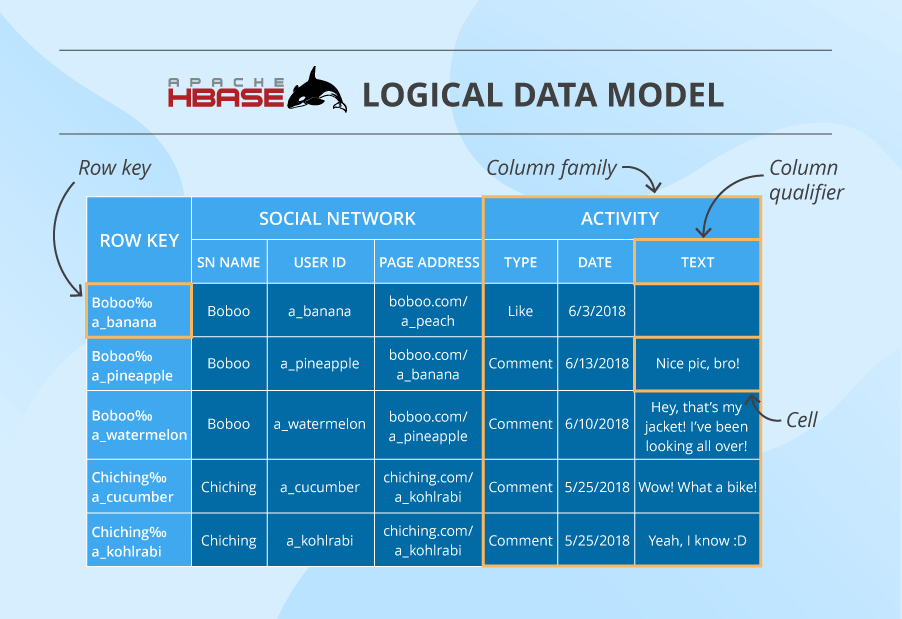 APACHE
HBASE
LOGICAL DATA MODEL
Row key
Column family
Column
qualifier
ROW KEY
SOCIAL NETWORK
ACTIVITY
SN NAME
USER ID
PAGE ADDRESS
TYPE
DATE
TEXT
Boboo‰
a_banana
Boboo
a_banana
boboo.com/
a_peach
Like
6/3/2018
Boboo‰
a_pineapple
Boboo
a_pineapple
boboo.com/
a_banana
Comment
6/13/2018
Nice pic, bro!
Cell
Boboo‰
a_watermelon
Boboo
a_watermelon
boboo.com/
a_pineapple
Comment
6/10/2018
Hey, that’s my
jacket! I’ve been
looking all over!
Chiching‰
a_cucumber
Chiching
a_cucumber
chiching.com/
a_kohlrabi
Comment
5/25/2018
Wow! What a bike!
Chiching‰
a_kohlrabi
Chiching
a_kohlrabi
chiching.com/
a_kohlrabi
Comment
5/25/2018
Yeah, I know :D